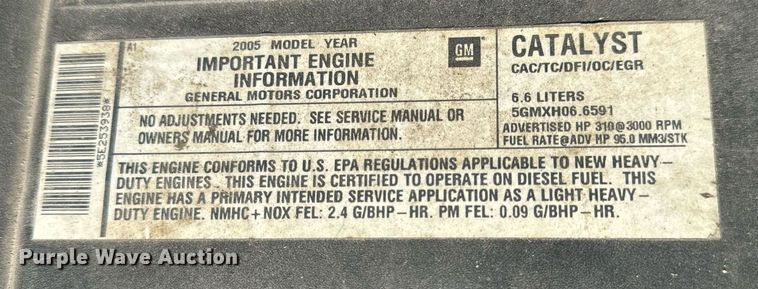 A1
2005 MODEL YEAR
IMPORTANT ENGINE
INFORMATION
GENERAL MOTORS CORPORATION
GM
NO ADJUSTMENTS NEEDED. SEE SERVICE MANUAL OR
OWNERS MANUAL FOR MORE INFORMATION.
CATALYST
CAC/TC/DFI/OC/EGR
6.6 LITERS
5GMXH06.6591
ADVERTISED HP 310@3000 RPM
FUEL RATE@ADV HP 95.0 MM3/STK
THIS ENGINE CONFORMS TO U.S. EPA REGULATIONS APPLICABLE TO NEW HEAVY-
DUTY ENGINES. THIS ENGINE IS CERTIFIED TO OPERATE ON DIESEL FUEL. THIS
ENGINE HAS A PRIMARY INTENDED SERVICE APPLICATION AS A LIGHT HEAVY-
DUTY ENGINE. NMHC+NOX FEL: 2.4 G/BHP-HR. PM FEL: 0.09 G/BHP-HR.
*5E253938*
Purple Wave Auction